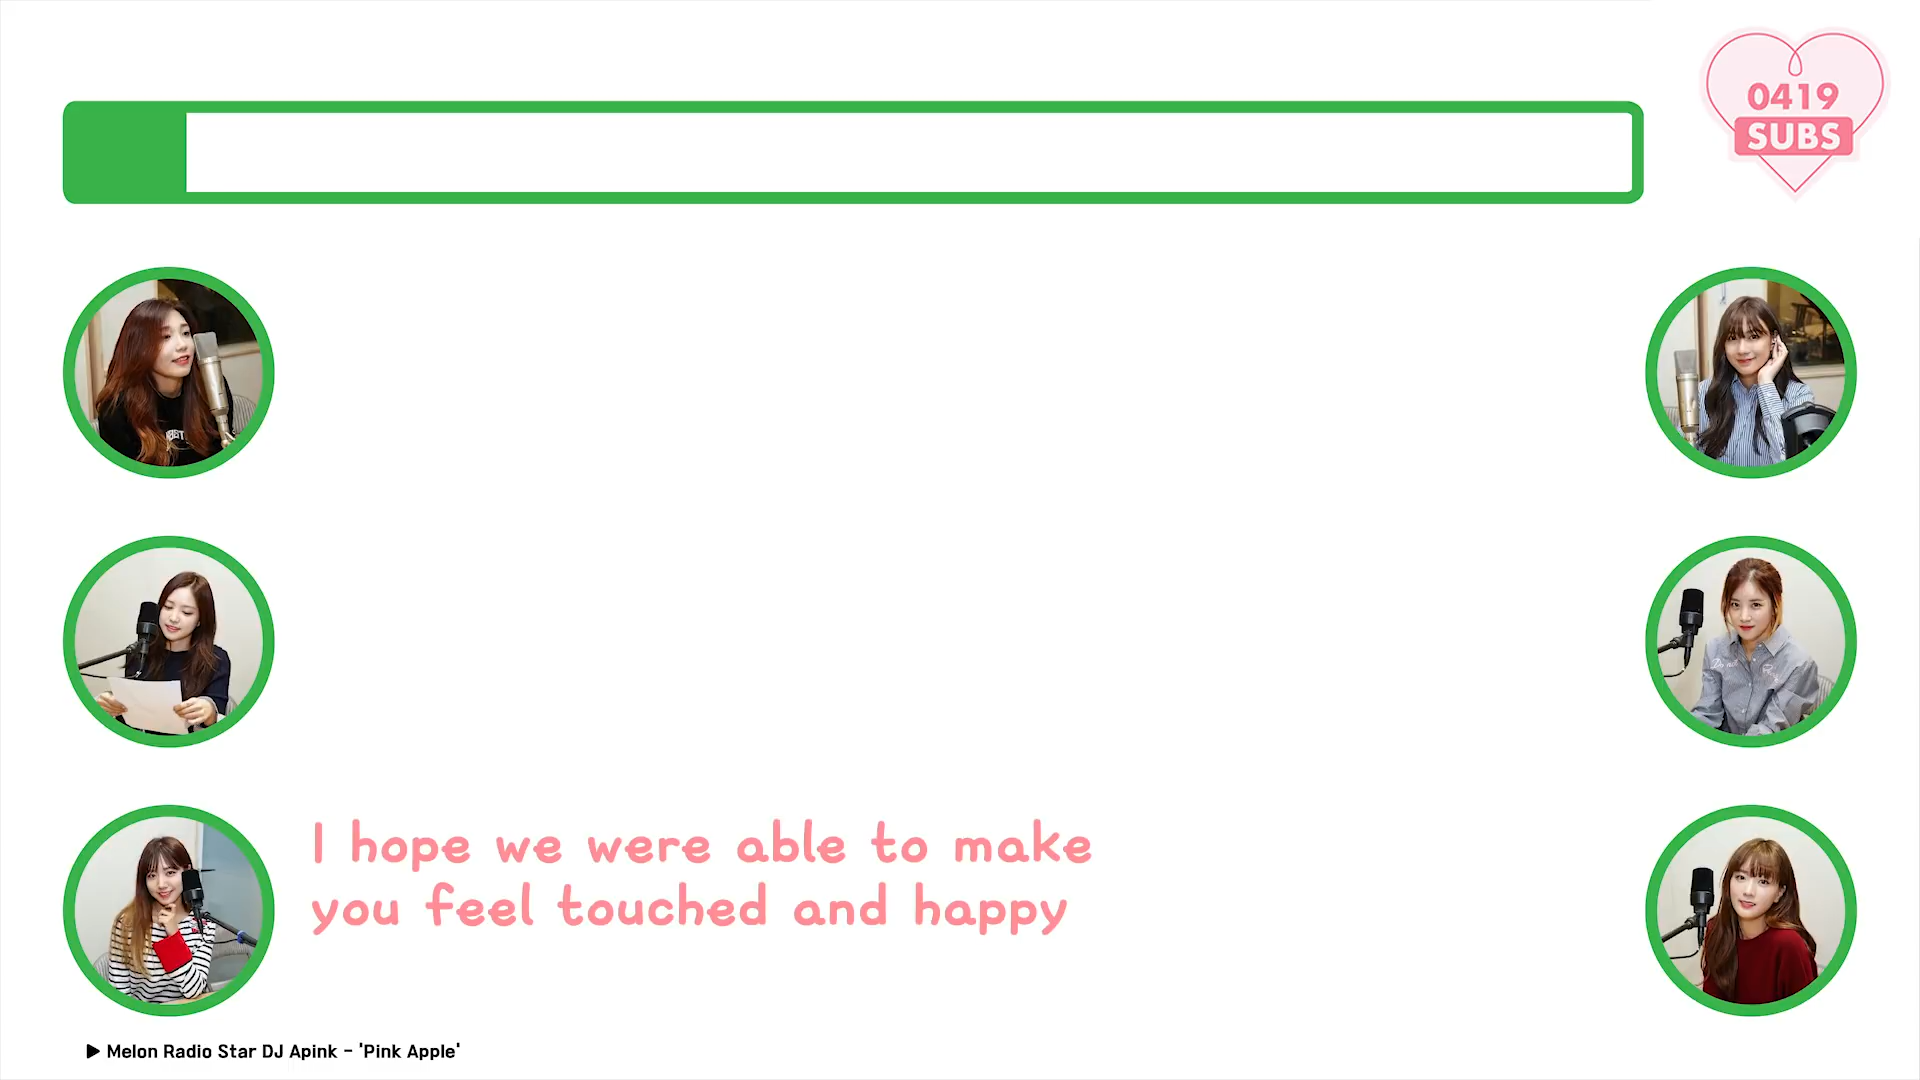 0419
SUBS
I hope we were able to make
you feel touched and happy
▶ Melon Radio Star DJ Apink - 'Pink Apple'